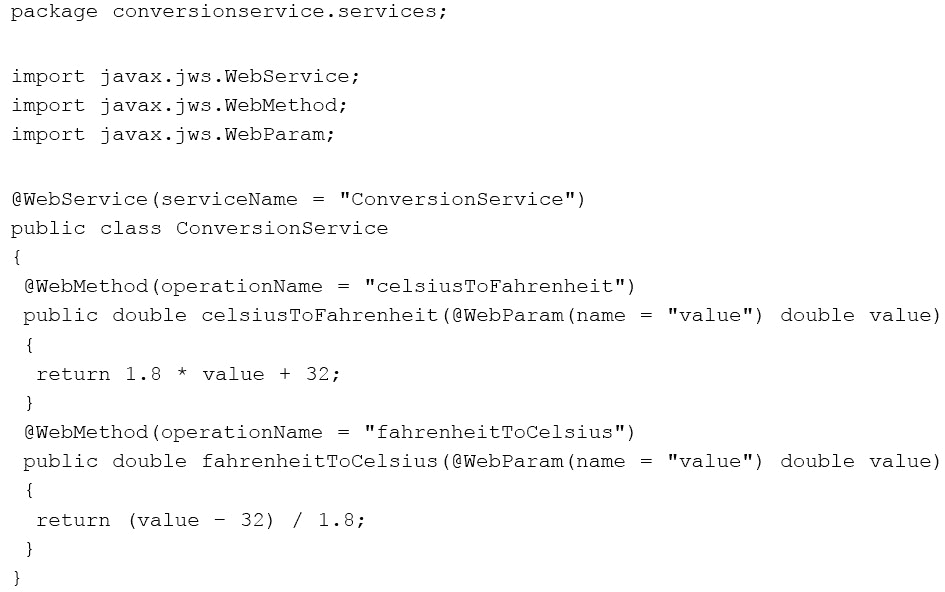 package conversionservice.services;
import javax.jws.WebService;
import javax.jws.WebMethod;
import javax.jws.WebParam;
@WebService(serviceName = "ConversionService")
public class ConversionService
{
@WebMethod(operationName = "celsiusToFahrenheit")
public double celsiusToFahrenheit(@WebParam(name = "value") double value)
{
return 1.8 * value + 32;
}
@WebMethod(operationName = "fahrenheitToCelsius")
public double fahrenheitToCelsius(@WebParam(name = "value") double value)
{
return (value – 32) / 1.8;
}
}